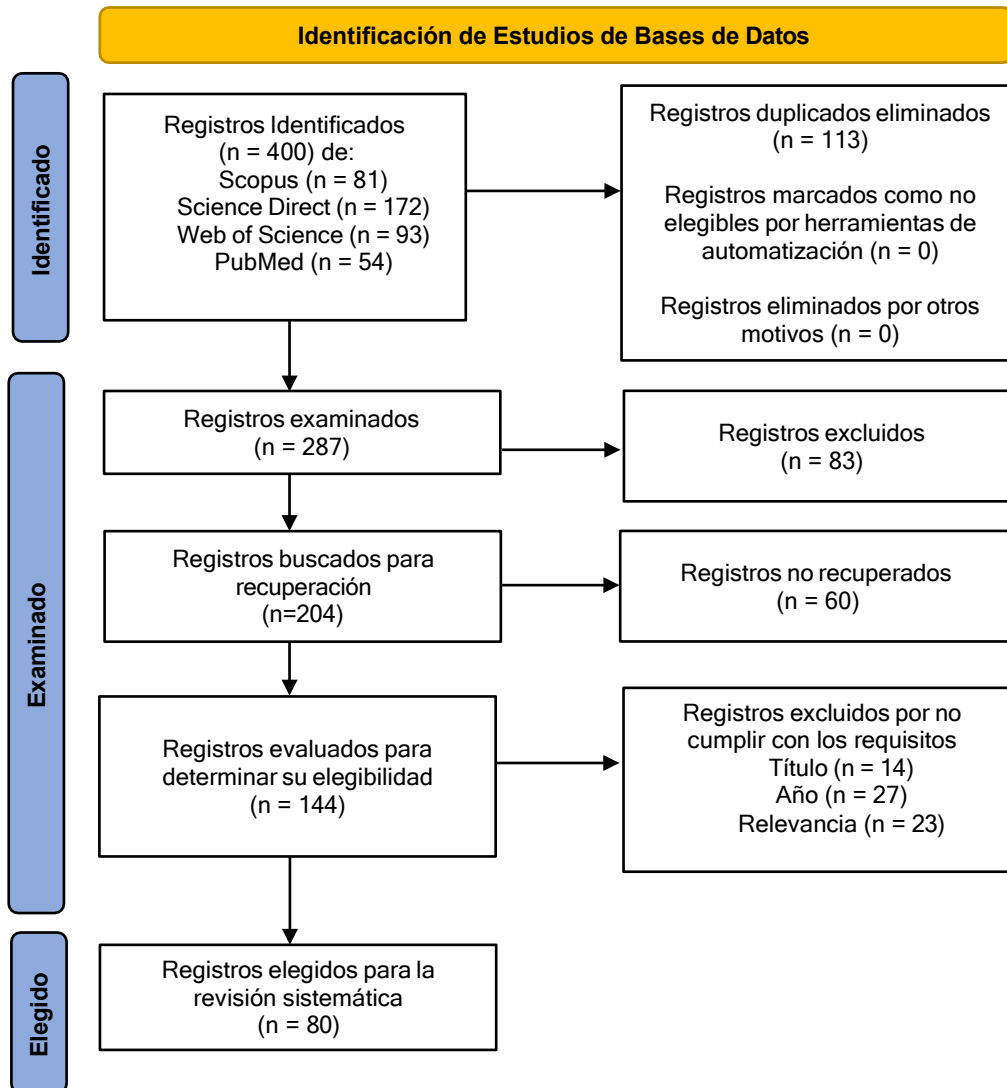 Identificación de Estudios de Bases de Datos
Identificado
Registros Identificados
(n = 400) de:
Scopus (n = 81)
Science Direct (n = 172)
Web of Science (n = 93)
PubMed (n = 54)
Registros duplicados eliminados
(n = 113)
Registros marcados como no
elegibles por herramientas de
automatización (n = 0)
Registros eliminados por otros
motivos (n = 0)
Examinado
Registros examinados
(n = 287)
Registros excluidos
(n = 83)
Registros buscados para
recuperación
(n=204)
Registros no recuperados
(n = 60)
Registros evaluados para
determinar su elegibilidad
(n = 144)
Registros excluidos por no
cumplir con los requisitos
Título (n = 14)
Año (n = 27)
Relevancia (n = 23)
Elegido
Registros elegidos para la
revisión sistemática
(n = 80)